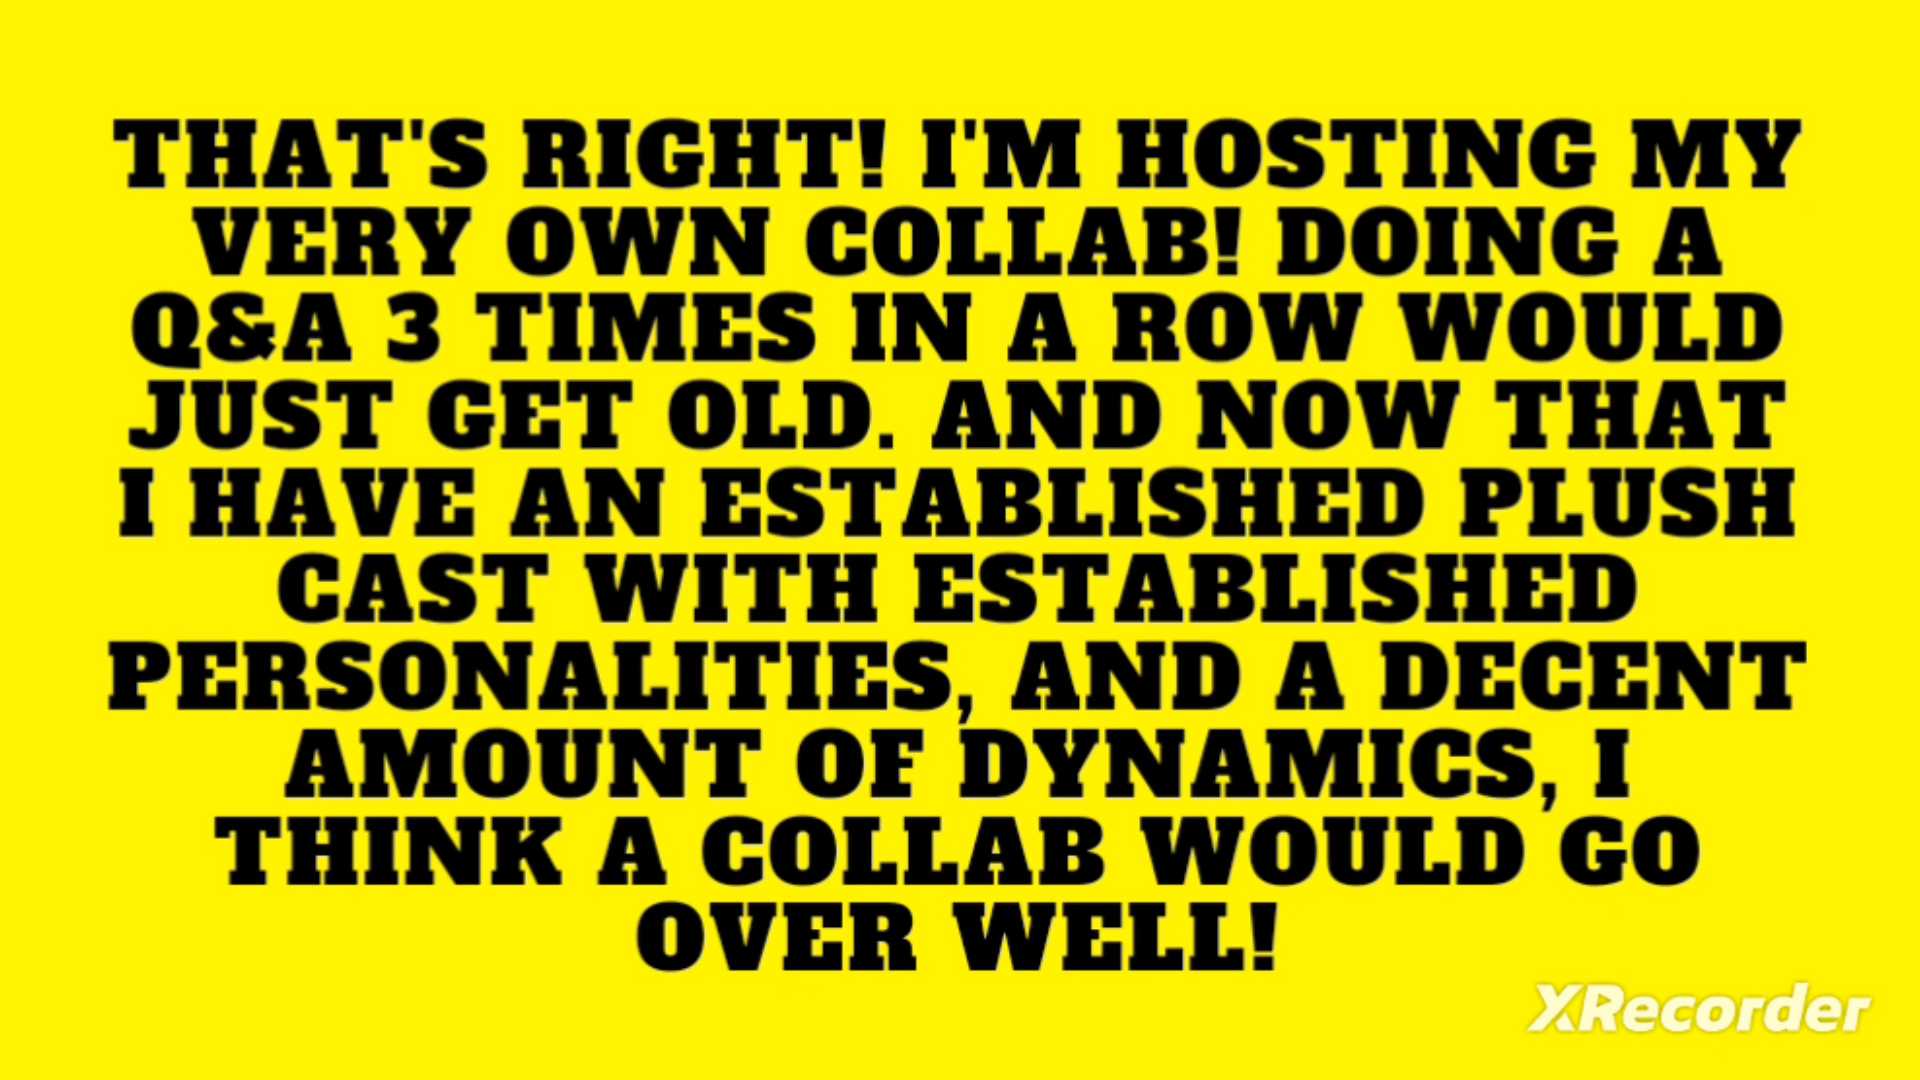 THAT'S RIGHT! I'M HOSTING MY
VERY OWN COLLAB! DOING A
Q&A 3 TIMES IN A ROW WOULD
JUST GET OLD. AND NOW THAT
I HAVE AN ESTABLISHED PLUSH
CAST WITH ESTABLISHED
PERSONALITIES, AND A DECENT
AMOUNT OF DYNAMICS, I
THINK A COLLAB WOULD GO
OVER WELL!
XRecorder